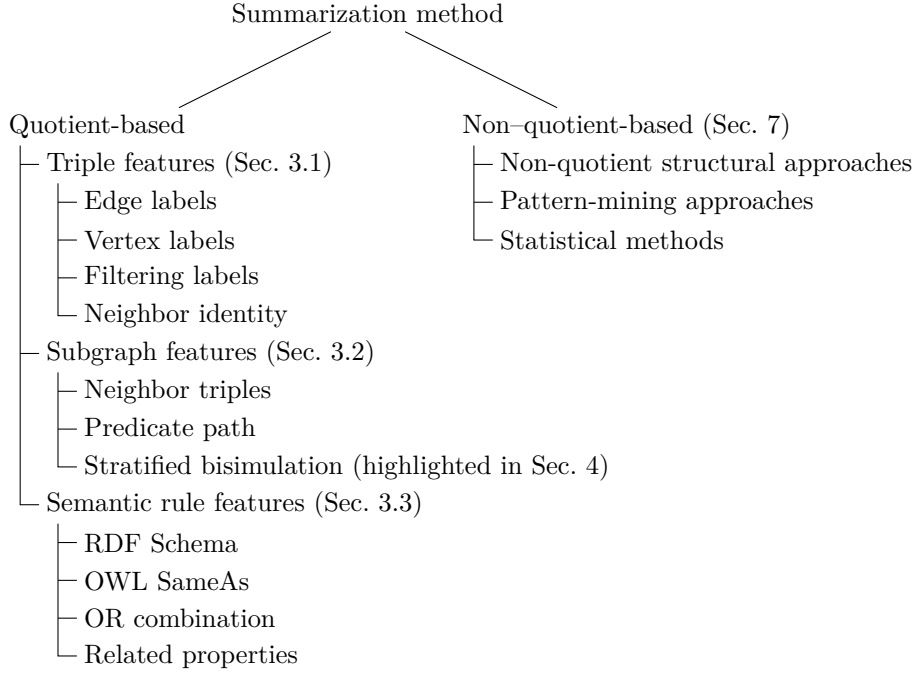 Summarization method
Quotient-based
Triple features (Sec. 3.1)
Edge labels
Vertex labels
Filtering labels
Neighbor identity
Subgraph features (Sec. 3.2)
Neighbor triples
Predicate path
Stratified bisimulation (highlighted in Sec. 4)
Semantic rule features (Sec. 3.3)
RDF Schema
OWL SameAs
OR combination
Related properties
Non–quotient-based (Sec. 7)
Non-quotient structural approaches
Pattern-mining approaches
Statistical methods